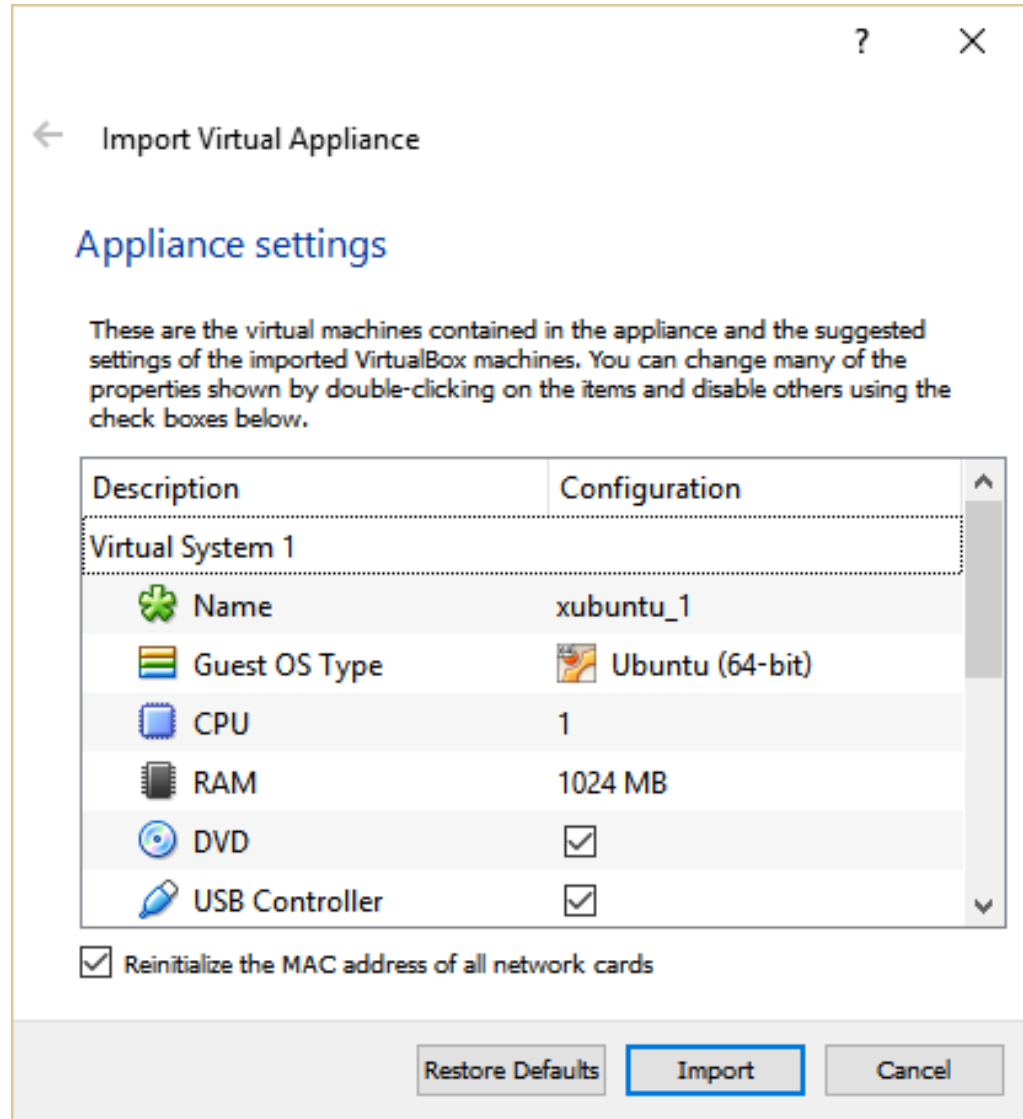 ?
Import Virtual Appliance
Appliance settings
These are the virtual machines contained in the appliance and the suggested
settings of the imported VirtualBox machines. You can change many of the
properties shown by double-clicking on the items and disable others using the
check boxes below.
Description Configuration
Virtual System 1
Name xubuntu_1
Guest OS Type Ubuntu (64-bit)
CPU 1
RAM 1024 MB
DVD
USB Controller
Reinitialize the MAC address of all network cards
Restore Defaults Import Cancel